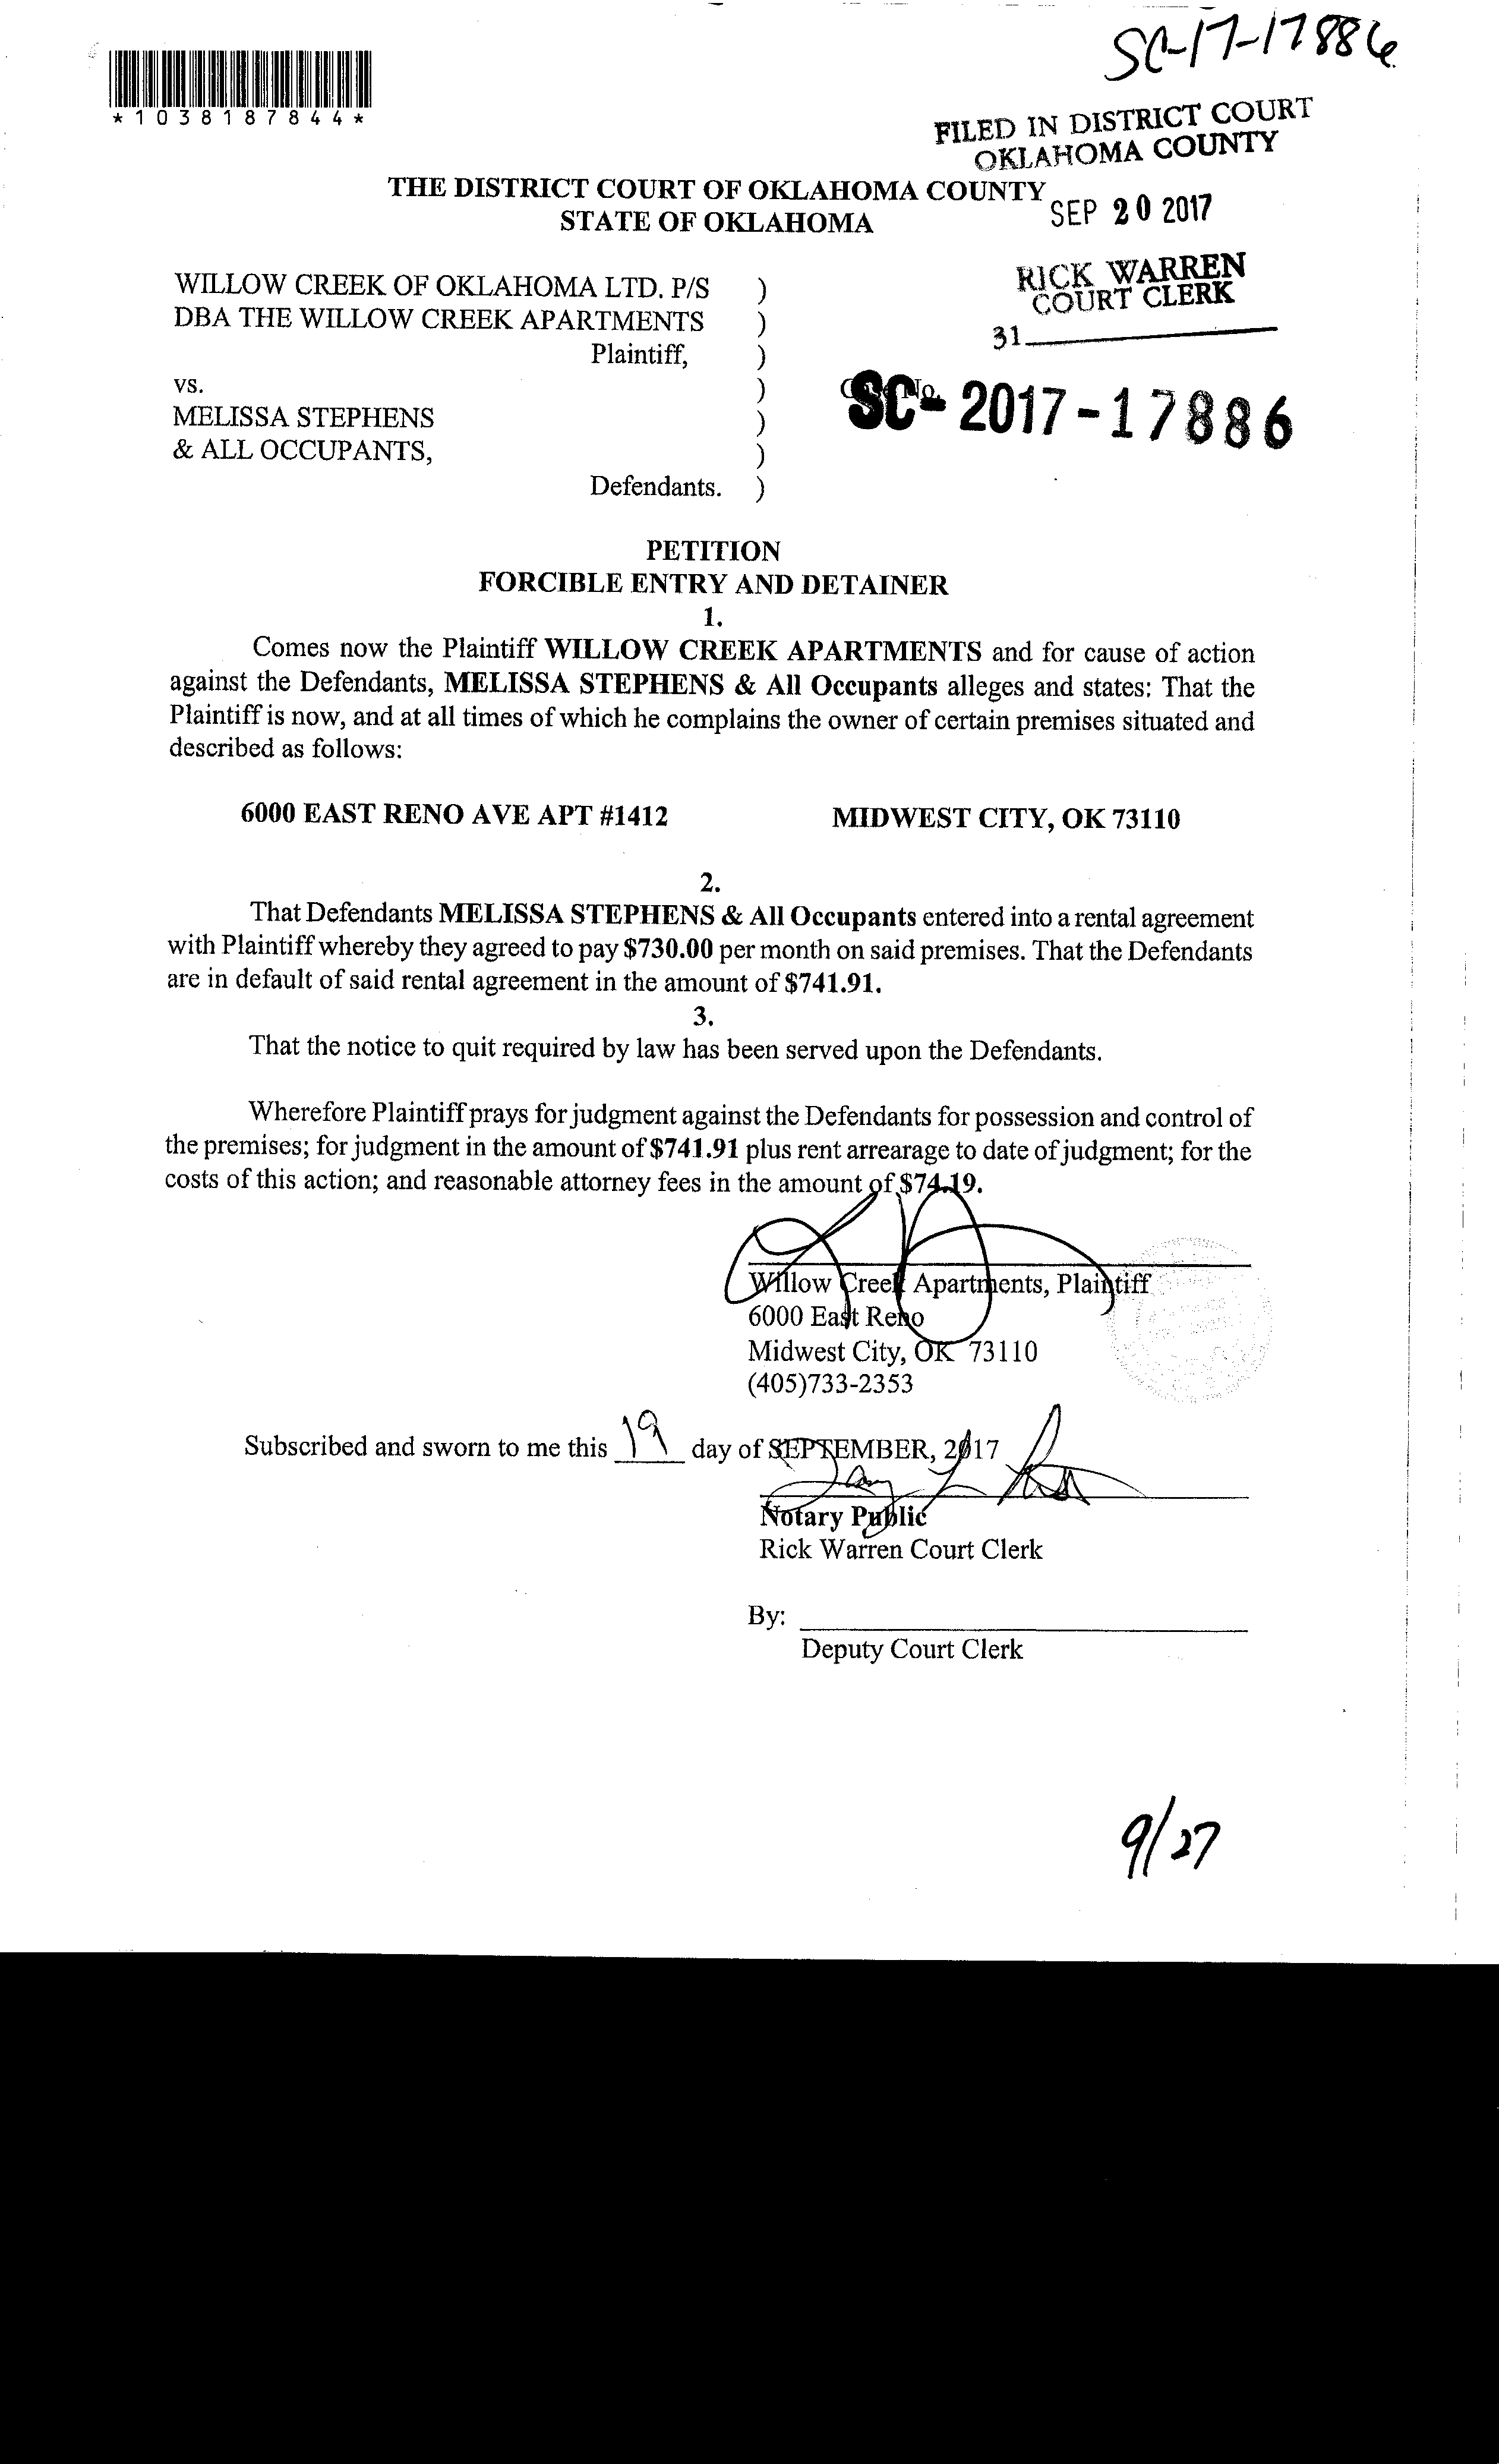 SC-17-17886
*1038187844*
FILED IN DISTRICT COURT
OKLAHOMA COUNTY
THE DISTRICT COURT OF OKLAHOMA COUNTY
STATE OF OKLAHOMA
SEP 20 2017
RICK WARREN
COURT CLERK
31
WILLOW CREEK OF OKLAHOMA LTD. P/S )
DBA THE WILLOW CREEK APARTMENTS )
Plaintiff, )
vs. )
MELISSA STEPHENS )
& ALL OCCUPANTS, )
Defendants. )
Case No.
SC-2017-17886
PETITION
FORCIBLE ENTRY AND DETAINER
1.
Comes now the Plaintiff WILLOW CREEK APARTMENTS and for cause of action
against the Defendants, MELISSA STEPHENS & All Occupants alleges and states: That the
Plaintiff is now, and at all times of which he complains the owner of certain premises situated and
described as follows:
6000 EAST RENO AVE APT #1412 MIDWEST CITY, OK 73110
2.
That Defendants MELISSA STEPHENS & All Occupants entered into a rental agreement
with Plaintiff whereby they agreed to pay $730.00 per month on said premises. That the Defendants
are in default of said rental agreement in the amount of $741.91.
3.
That the notice to quit required by law has been served upon the Defendants.
Wherefore Plaintiff prays for judgment against the Defendants for possession and control of
the premises; for judgment in the amount of $741.91 plus rent arrearage to date of judgment; for the
costs of this action; and reasonable attorney fees in the amount of $74.19.
Willow Creek Apartments, Plaintiff
6000 East Reno
Midwest City, OK 73110
(405)733-2353
Subscribed and sworn to me this 19 day of SEPTEMBER, 2017
Notary Public
Rick Warren Court Clerk
By:
Deputy Court Clerk
9/27